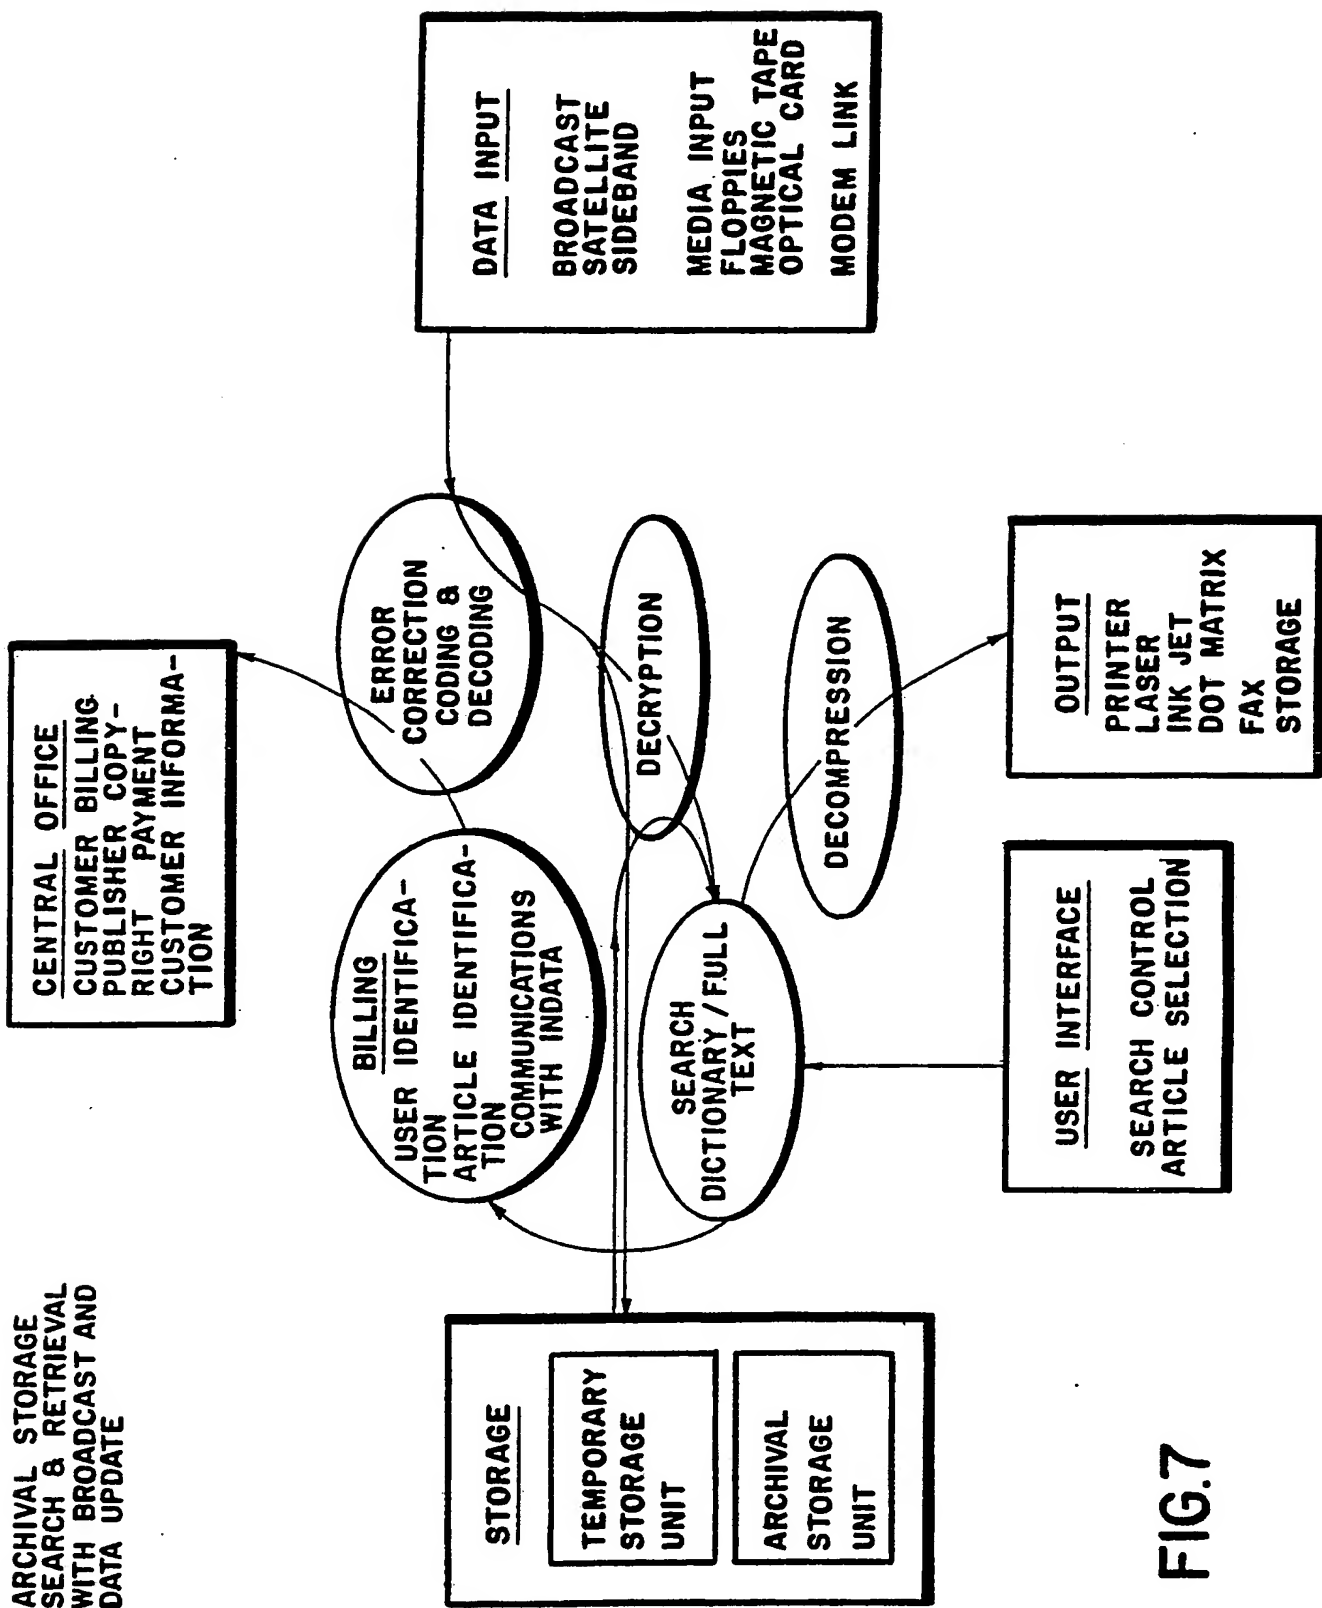 ARCHIVAL STORAGE
SEARCH & RETRIEVAL
WITH BROADCAST AND
DATA UPDATE
CENTRAL OFFICE
CUSTOMER BILLING
PUBLISHER COPY-
RIGHT PAYMENT
CUSTOMER INFORMA-
TION
STORAGE
TEMPORARY
STORAGE
UNIT
ARCHIVAL
STORAGE
UNIT
BILLING
USER IDENTIFICA-
TION
ARTICLE IDENTIFICA-
TION
COMMUNICATIONS
WITH INDATA
ERROR
CORRECTION
CODING &
DECODING
DATA INPUT
BROADCAST
SATELLITE
SIDEBAND
MEDIA INPUT
FLOPPIES
MAGNETIC TAPE
OPTICAL CARD
MODEM LINK
SEARCH
DICTIONARY/FULL
TEXT
DECRYPTION
DECOMPRESSION
USER INTERFACE
SEARCH CONTROL
ARTICLE SELECTION
OUTPUT
PRINTER
LASER
INK JET
DOT MATRIX
FAX
STORAGE
FIG.7